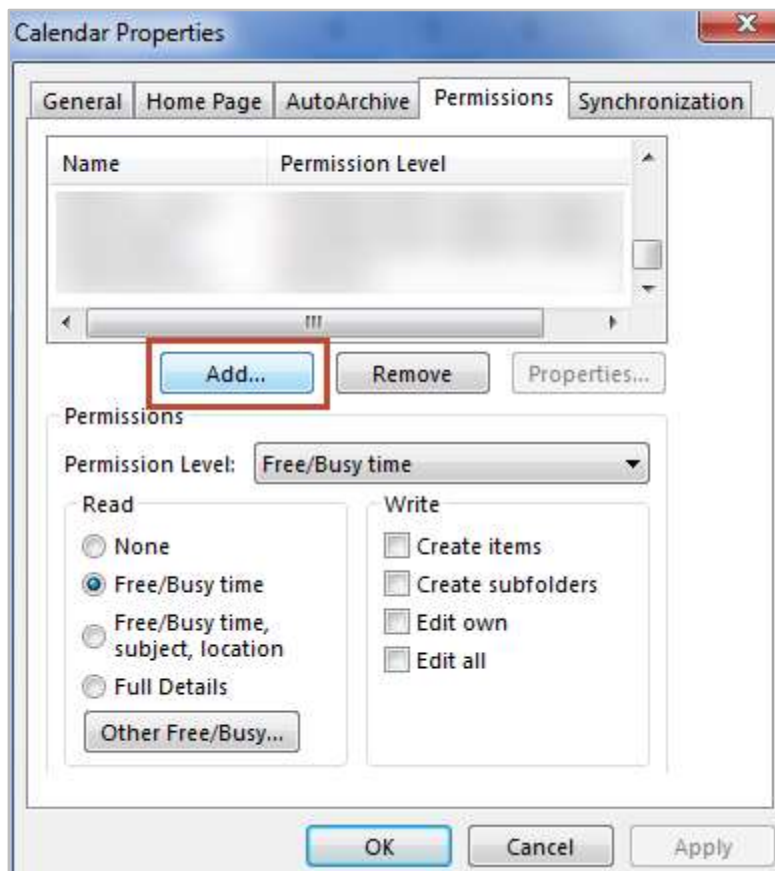 Calendar Properties
General Home Page AutoArchive Permissions Synchronization
Name Permission Level
Add... Remove Properties...
Permissions
Permission Level: Free/Busy time
Read
None
Free/Busy time
Free/Busy time,
subject, location
Full Details
Other Free/Busy...
Write
Create items
Create subfolders
Edit own
Edit all
OK Cancel Apply